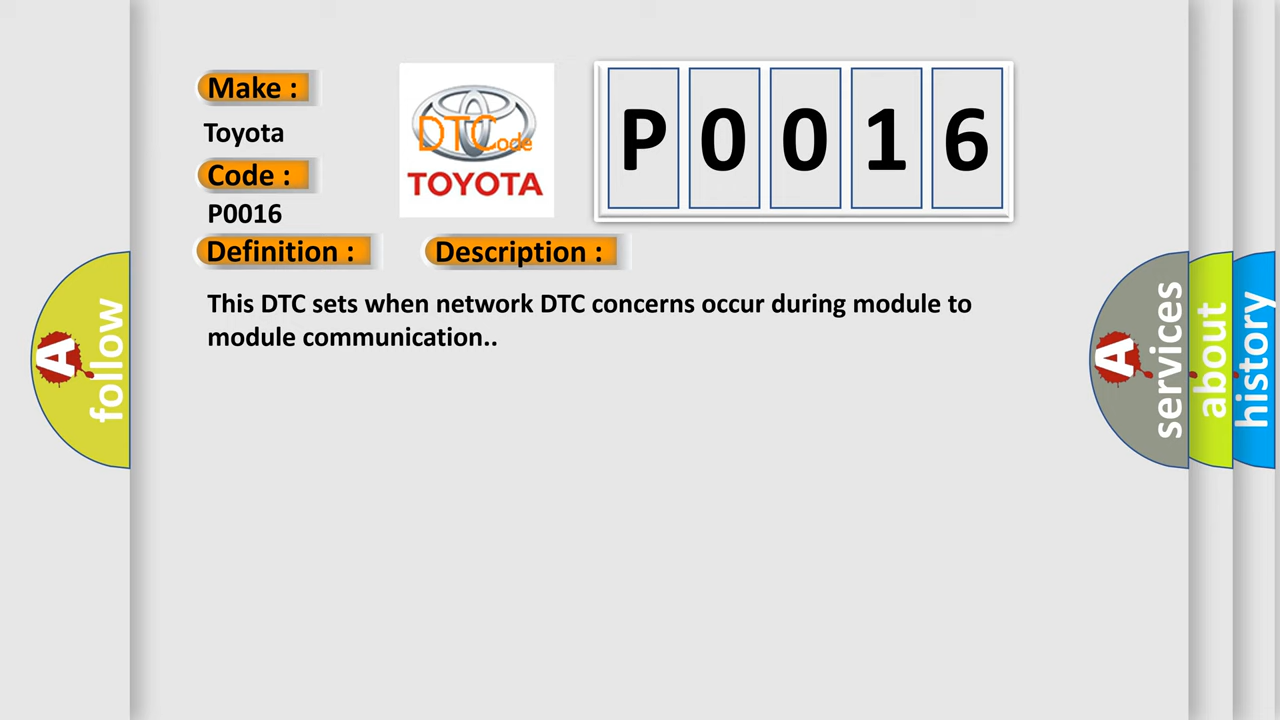 Make :
Toyota
Code :
P0016
Definition :
Description :
This DTC sets when network DTC concerns occur during module to
module communication..
DTCode
TOYOTA
P0016
A
follow
A
services
about
history